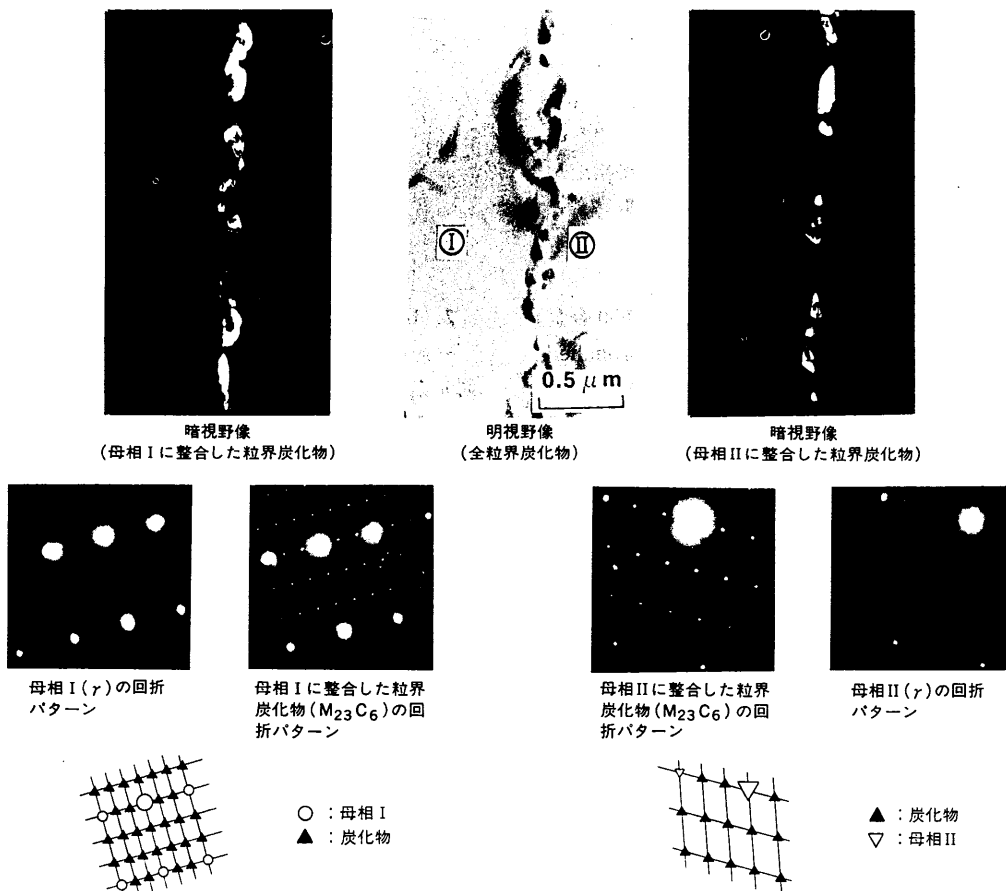 Ⅰ
Ⅱ
0.5 μm
暗視野像
(母相Ⅰに整合した粒界炭化物)
明視野像
(全粒界炭化物)
暗視野像
(母相Ⅱに整合した粒界炭化物)
母相Ⅰ(γ)の回折
パターン
母相Ⅰに整合した粒界
炭化物(M₂₃C₆)の回
折パターン
母相Ⅱに整合した粒界
炭化物(M₂₃C₆)の回
折パターン
母相Ⅱ(γ)の回折
パターン
○ : 母相Ⅰ
▲ : 炭化物
▲ : 炭化物
▽ : 母相Ⅱ